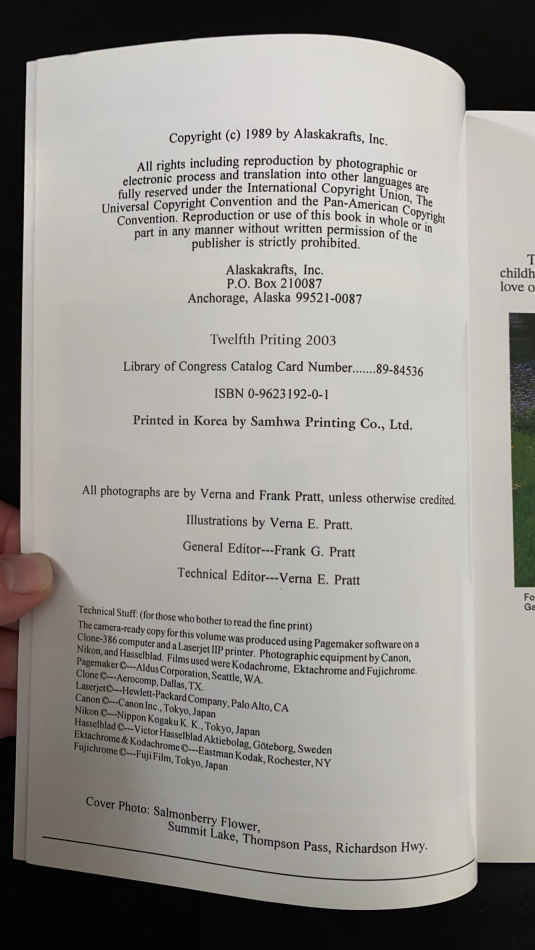 Copyright (c) 1989 by Alaskakrafts, Inc.
All rights including reproduction by photographic or
electronic process and translation into other languages are
fully reserved under the International Copyright Union, The
Universal Copyright Convention and the Pan-American Copyright
Convention. Reproduction or use of this book in whole or in
part in any manner without written permission of the
publisher is strictly prohibited.
Alaskakrafts, Inc.
P.O. Box 210087
Anchorage, Alaska 99521-0087
Twelfth Priting 2003
Library of Congress Catalog Card Number.......89-84536
ISBN 0-9623192-0-1
Printed in Korea by Samhwa Printing Co., Ltd.
All photographs are by Verna and Frank Pratt, unless otherwise credited.
Illustrations by Verna E. Pratt.
General Editor---Frank G. Pratt
Technical Editor---Verna E. Pratt
Technical Stuff: (for those who bother to read the fine print)
The camera-ready copy for this volume was produced using Pagemaker software on a
Clone-386 computer and a Laserjet IIP printer. Photographic equipment by Canon,
Nikon, and Hasselblad. Films used were Kodachrome, Ektachrome and Fujichrome.
Pagemaker ©---Aldus Corporation, Seattle, WA.
Clone ©---Aerocomp, Dallas, TX.
Laserjet©---Hewlett-Packard Company, Palo Alto, CA
Canon ©---Canon Inc., Tokyo, Japan
Nikon ©---Nippon Kogaku K. K., Tokyo, Japan
Hasselblad ©---Victor Hasselblad Aktiebolag, Göteborg, Sweden
Ektachrome & Kodachrome ©---Eastman Kodak, Rochester, NY
Fujichrome ©---Fuji Film, Tokyo, Japan
Cover Photo: Salmonberry Flower,
Summit Lake, Thompson Pass, Richardson Hwy.
T
childh
love o
Fo
Ga